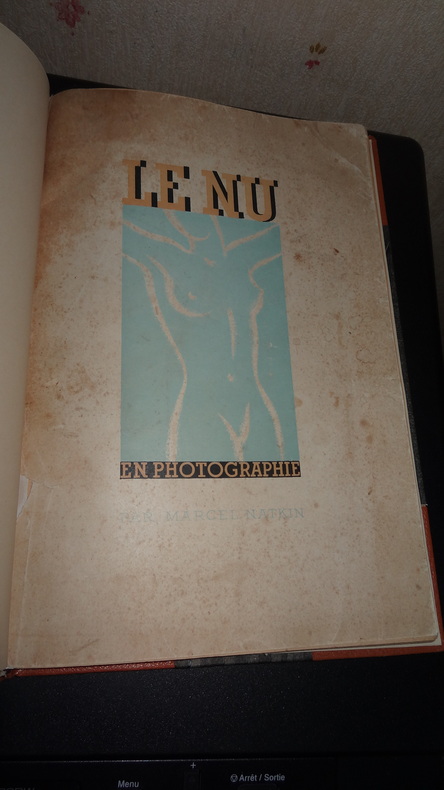 LE NU
EN PHOTOGRAPHIE
MARCEL NATKIN
Menu
+
Arrêt / Sortie